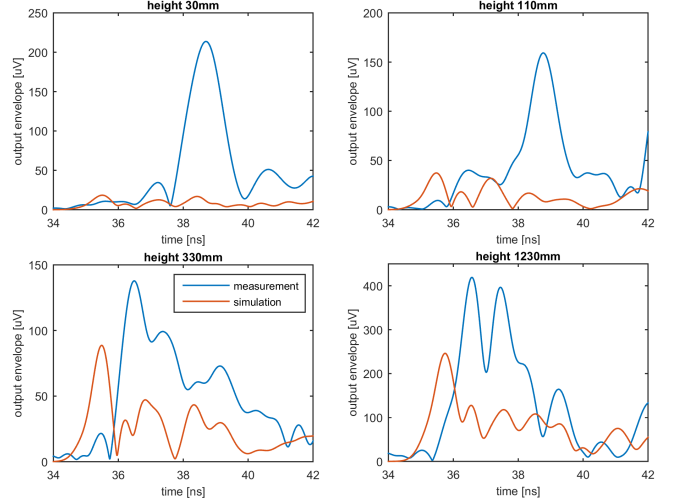 height 30mm
output envelope [uV]
250
200
150
100
50
0
34
36
38
40
42
time [ns]
height 110mm
output envelope [uV]
200
150
100
50
0
34
36
38
40
42
time [ns]
height 330mm
output envelope [uV]
150
100
50
0
measurement
simulation
34
36
38
40
42
time [ns]
height 1230mm
output envelope [uV]
400
300
200
100
0
34
36
38
40
42
time [ns]